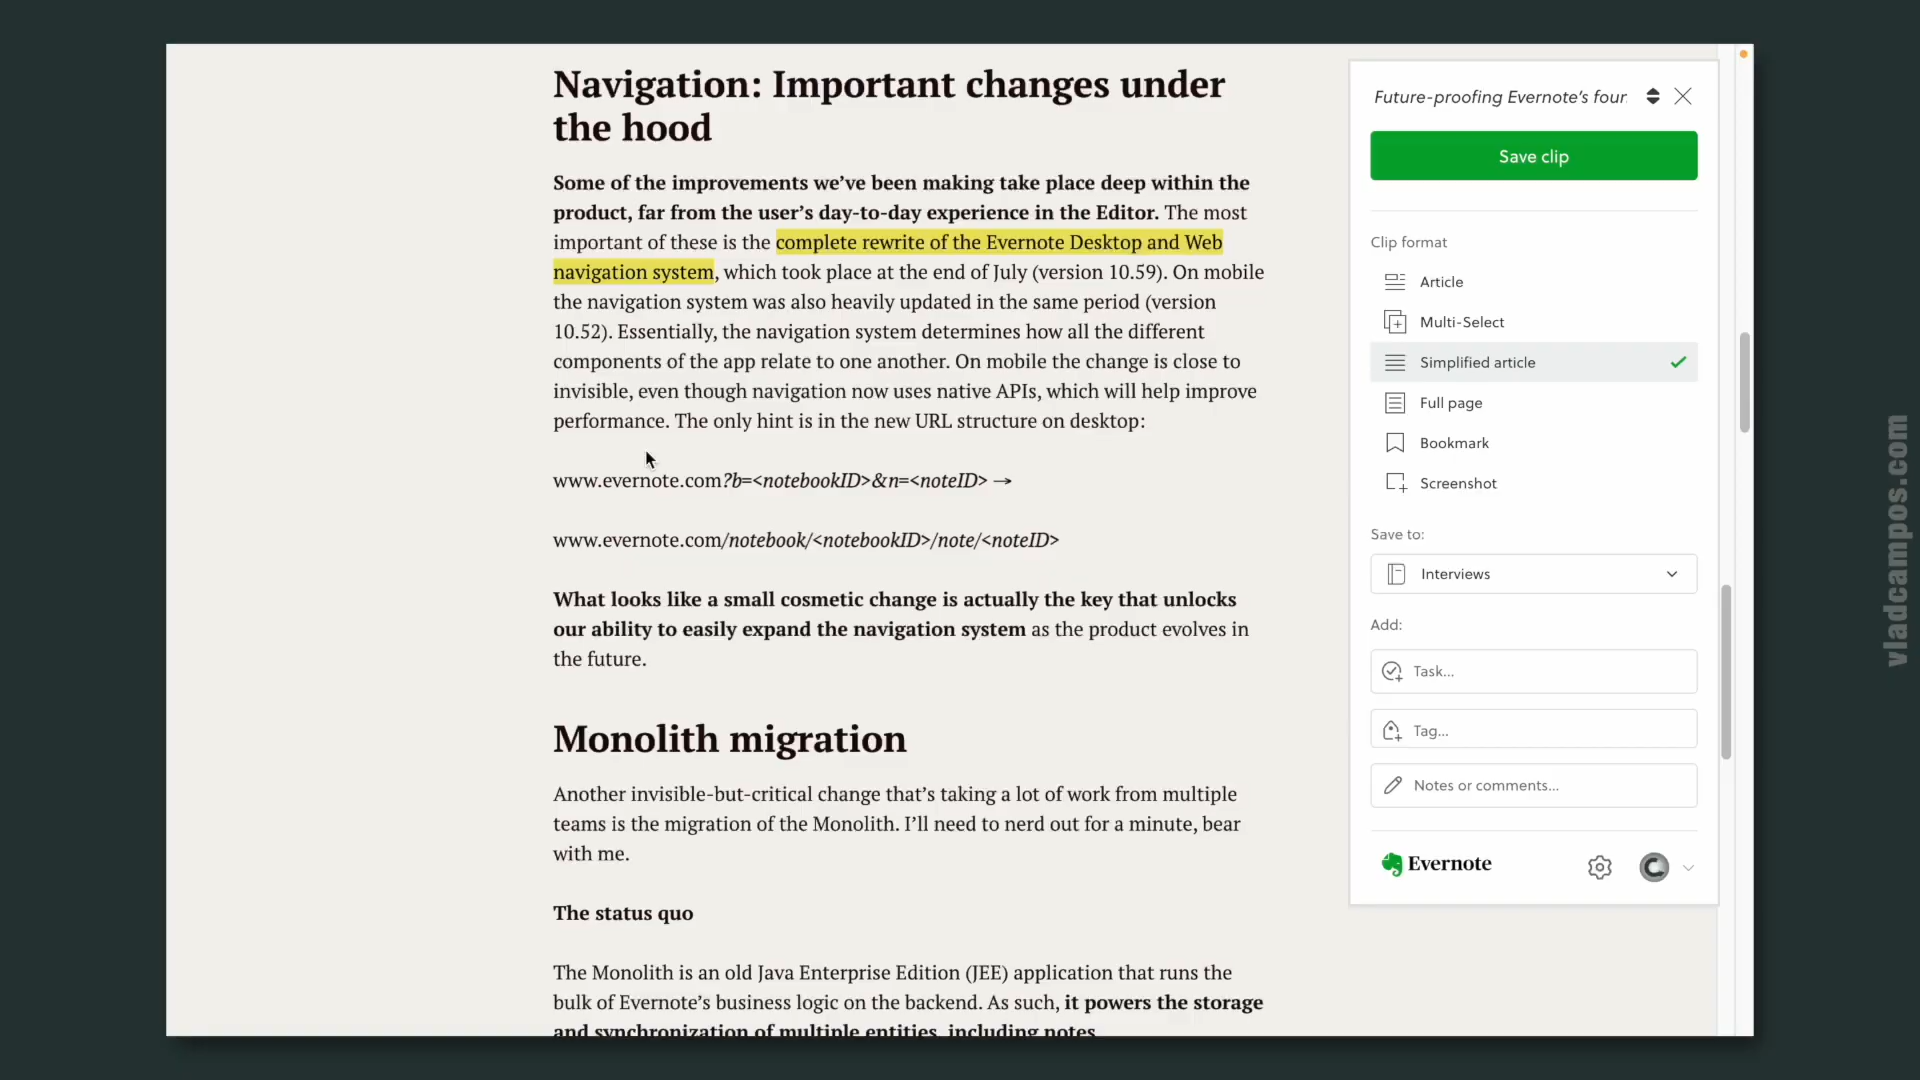 Navigation: Important changes under
the hood
Some of the improvements we’ve been making take place deep within the
product, far from the user’s day-to-day experience in the Editor. The most
important of these is the complete rewrite of the Evernote Desktop and Web
navigation system, which took place at the end of July (version 10.59). On mobile
the navigation system was also heavily updated in the same period (version
10.52). Essentially, the navigation system determines how all the different
components of the app relate to one another. On mobile the change is close to
invisible, even though navigation now uses native APIs, which will help improve
performance. The only hint is in the new URL structure on desktop:
www.evernote.com?b=<notebookID>&n=<noteID> →
www.evernote.com/notebook/<notebookID>/note/<noteID>
What looks like a small cosmetic change is actually the key that unlocks
our ability to easily expand the navigation system as the product evolves in
the future.
Monolith migration
Another invisible-but-critical change that’s taking a lot of work from multiple
teams is the migration of the Monolith. I’ll need to nerd out for a minute, bear
with me.
The status quo
The Monolith is an old Java Enterprise Edition (JEE) application that runs the
bulk of Evernote’s business logic on the backend. As such, it powers the storage
and synchronization of multiple entities, including notes
Future-proofing Evernote’s four
Save clip
Clip format
Article
Multi-Select
Simplified article
Full page
Bookmark
Screenshot
Save to:
Interviews
Add:
Task...
Tag...
Notes or comments...
Evernote
vladcampos.com